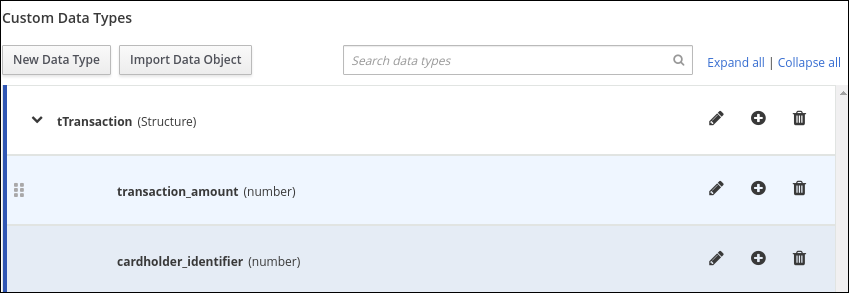 Custom Data Types
New Data Type Import Data Object Search data types Expand all | Collapse all
tTransaction (Structure)
transaction_amount (number)
cardholder_identifier (number)